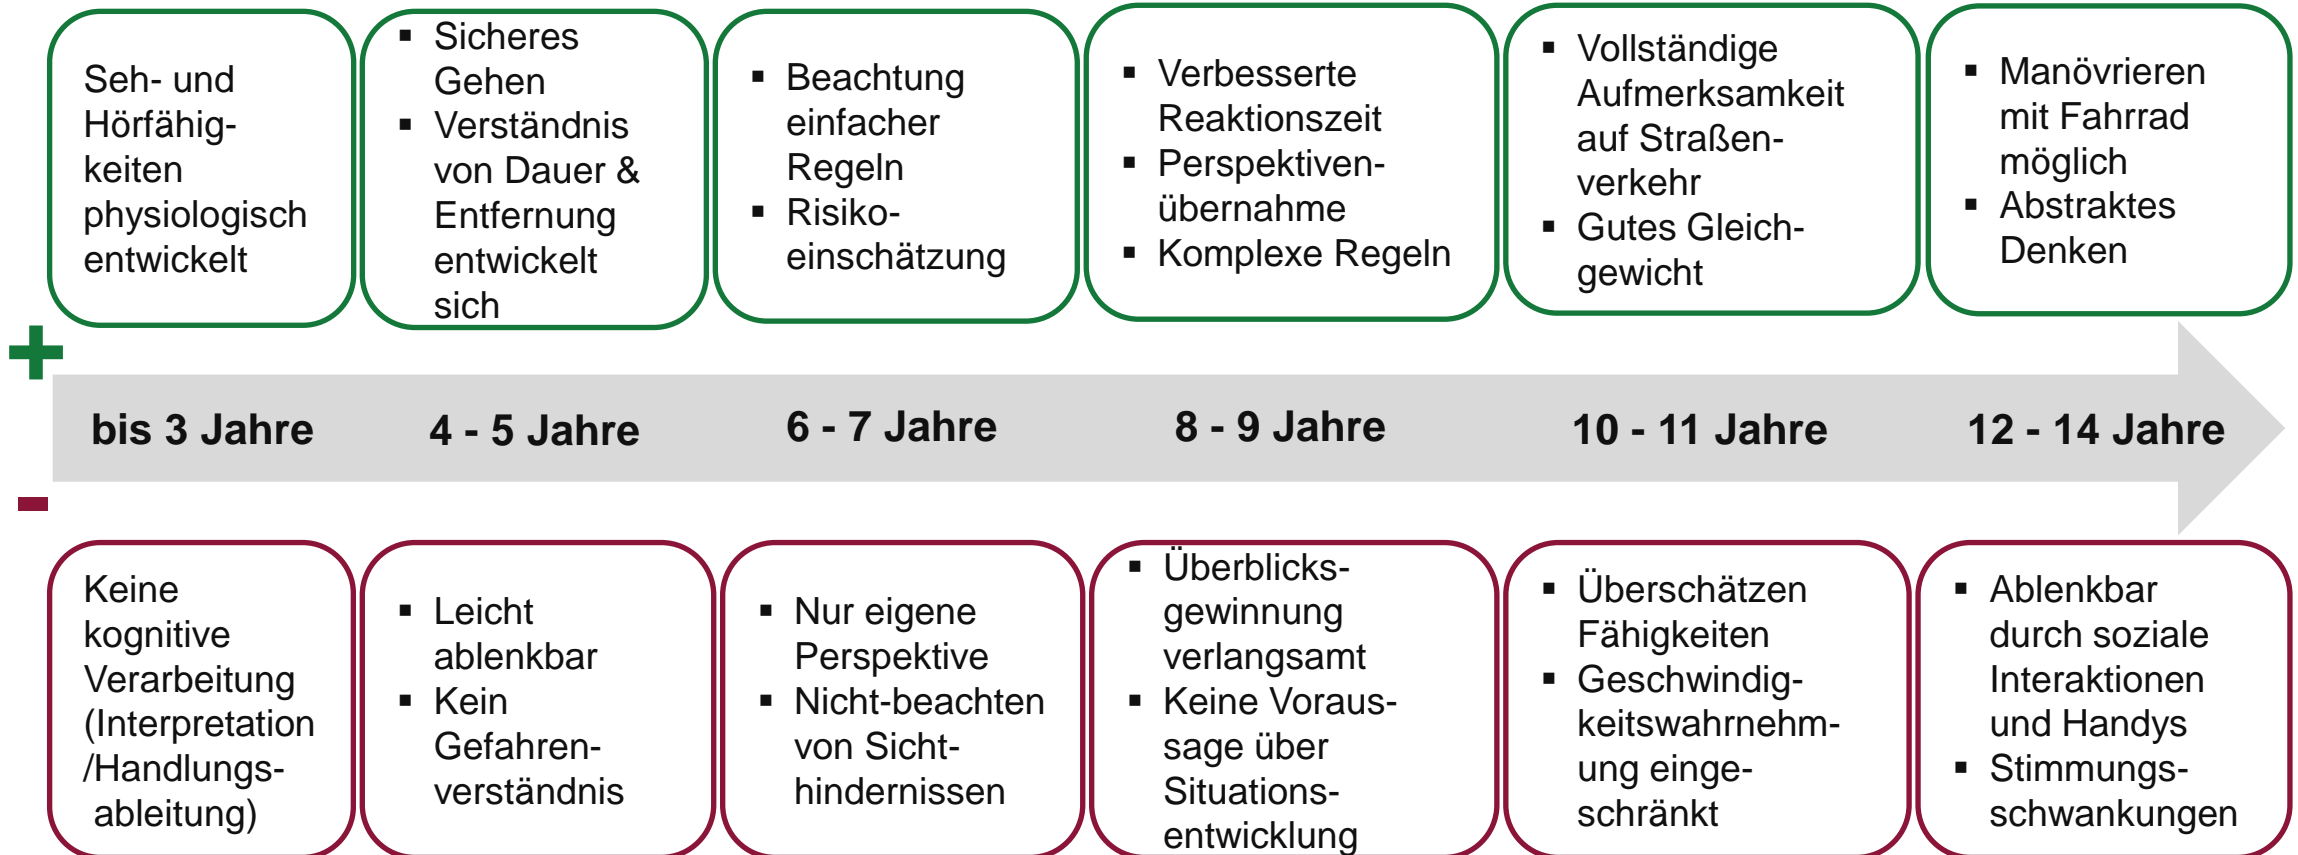 Seh- und
Hörfähig-
keiten
physiologisch
entwickelt
▪ Sicheres
Gehen
▪ Verständnis
von Dauer &
Entfernung
entwickelt
sich
▪ Beachtung
einfacher
Regeln
▪ Risiko-
einschätzung
▪ Verbesserte
Reaktionszeit
▪ Perspektiven-
übernahme
▪ Komplexe Regeln
▪ Vollständige
Aufmerksamkeit
auf Straßen-
verkehr
▪ Gutes Gleich-
gewicht
▪ Manövrieren
mit Fahrrad
möglich
▪ Abstraktes
Denken
+
bis 3 Jahre
4 - 5 Jahre
6 - 7 Jahre
8 - 9 Jahre
10 - 11 Jahre
12 - 14 Jahre
-
Keine
kognitive
Verarbeitung
(Interpretation
/Handlungs-
ableitung)
▪ Leicht
ablenkbar
▪ Kein
Gefahren-
verständnis
▪ Nur eigene
Perspektive
▪ Nicht-beachten
von Sicht-
hindernissen
▪ Überblicks-
gewinnung
verlangsamt
▪ Keine Voraus-
sage über
Situations-
entwicklung
▪ Überschätzen
Fähigkeiten
▪ Geschwindig-
keitswahrnehm-
ung einge-
schränkt
▪ Ablenkbar
durch soziale
Interaktionen
und Handys
▪ Stimmungs-
schwankungen